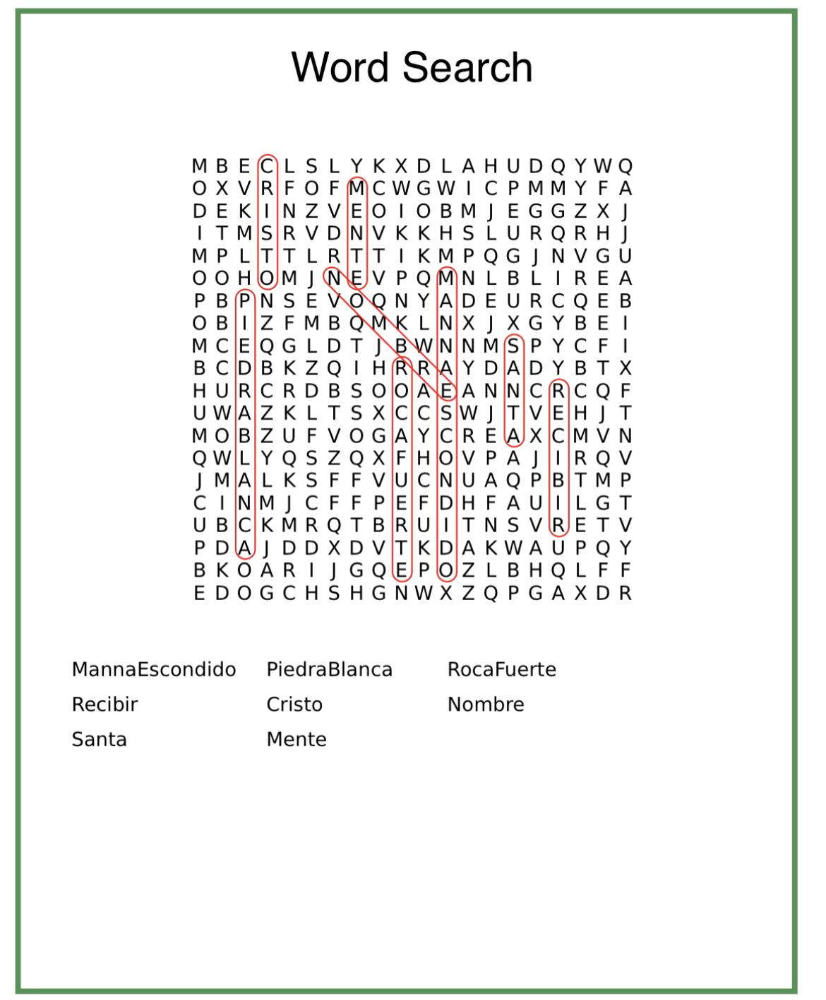 Word Search
M B E C L S L Y K X D L A H U D Q Y W Q
O X V R F O F M C W G W I C P M M Y F A
D E K I N Z V E O I O B M J E G G Z X J
I T M S R V D N V K K H S L U R Q R H J
M P L T T L R T T I K M P Q G J N V G U
O O H O M J N E V P Q M N L B L I R E A
P B P N S E V O Q N Y A D E U R C Q E B
O B I Z F M B Q M K L N X J X G Y B E I
M C E Q G L D T J B W N N M S P Y C F I
B C D B K Z Q I H R R A Y D A D Y B T X
H U R C R D B S O O A E A N N C R C Q F
U W A Z K L T S X C C S W J T V E H J T
M O B Z U F V O G A Y C R E A X C M V N
Q W L Y Q S Z Q X F H O V P A J I R Q V
J M A L K S F F V U C N U A Q P B T M P
C I N M J C F F P E F D H F A U I L G T
U B C K M R Q T B R U I T N S V R E T V
P D A J D D X D V T K D A K W A U P Q Y
B K O A R I J G Q E P O Z L B H Q L F F
E D O G C H S H G N W X Z Q P G A X D R
MannaEscondido PiedraBlanca RocaFuerte
Recibir Cristo Nombre
Santa Mente